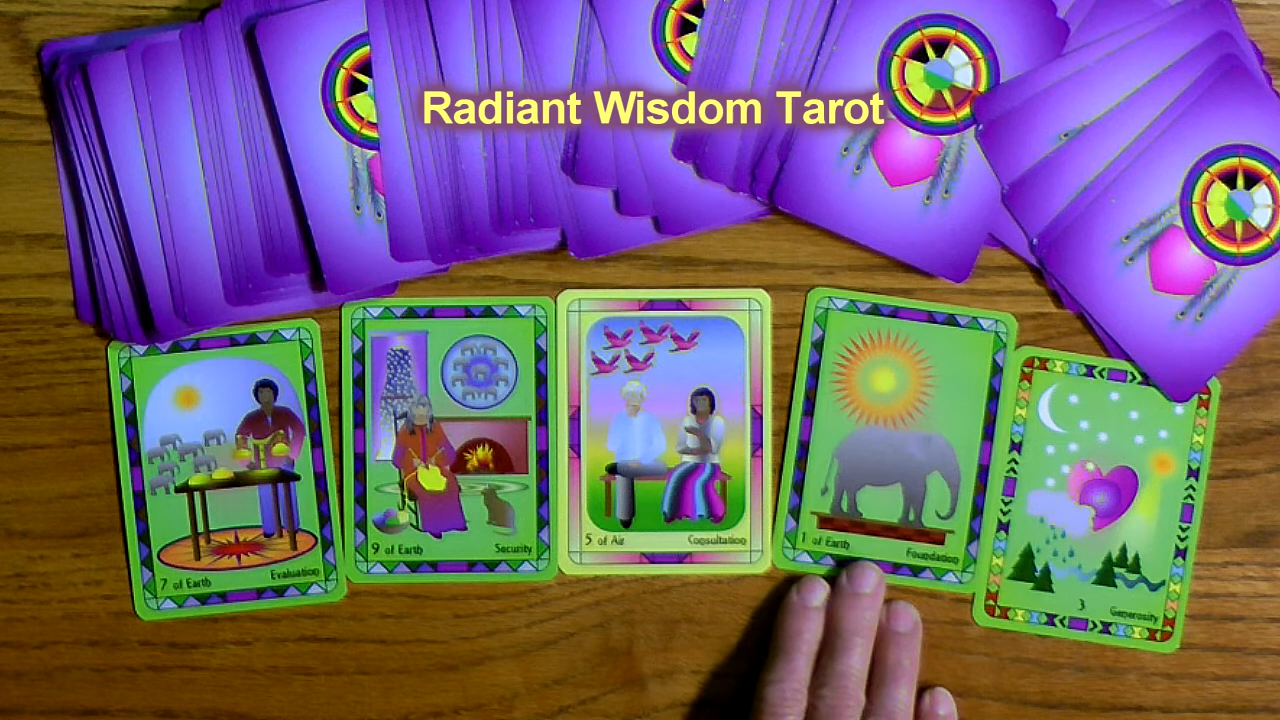 Radiant Wisdom Tarot
7 of Earth
Evaluation
9 of Earth
Security
5 of Air
Consultation
1 of Earth
Foundation
3
Generosity